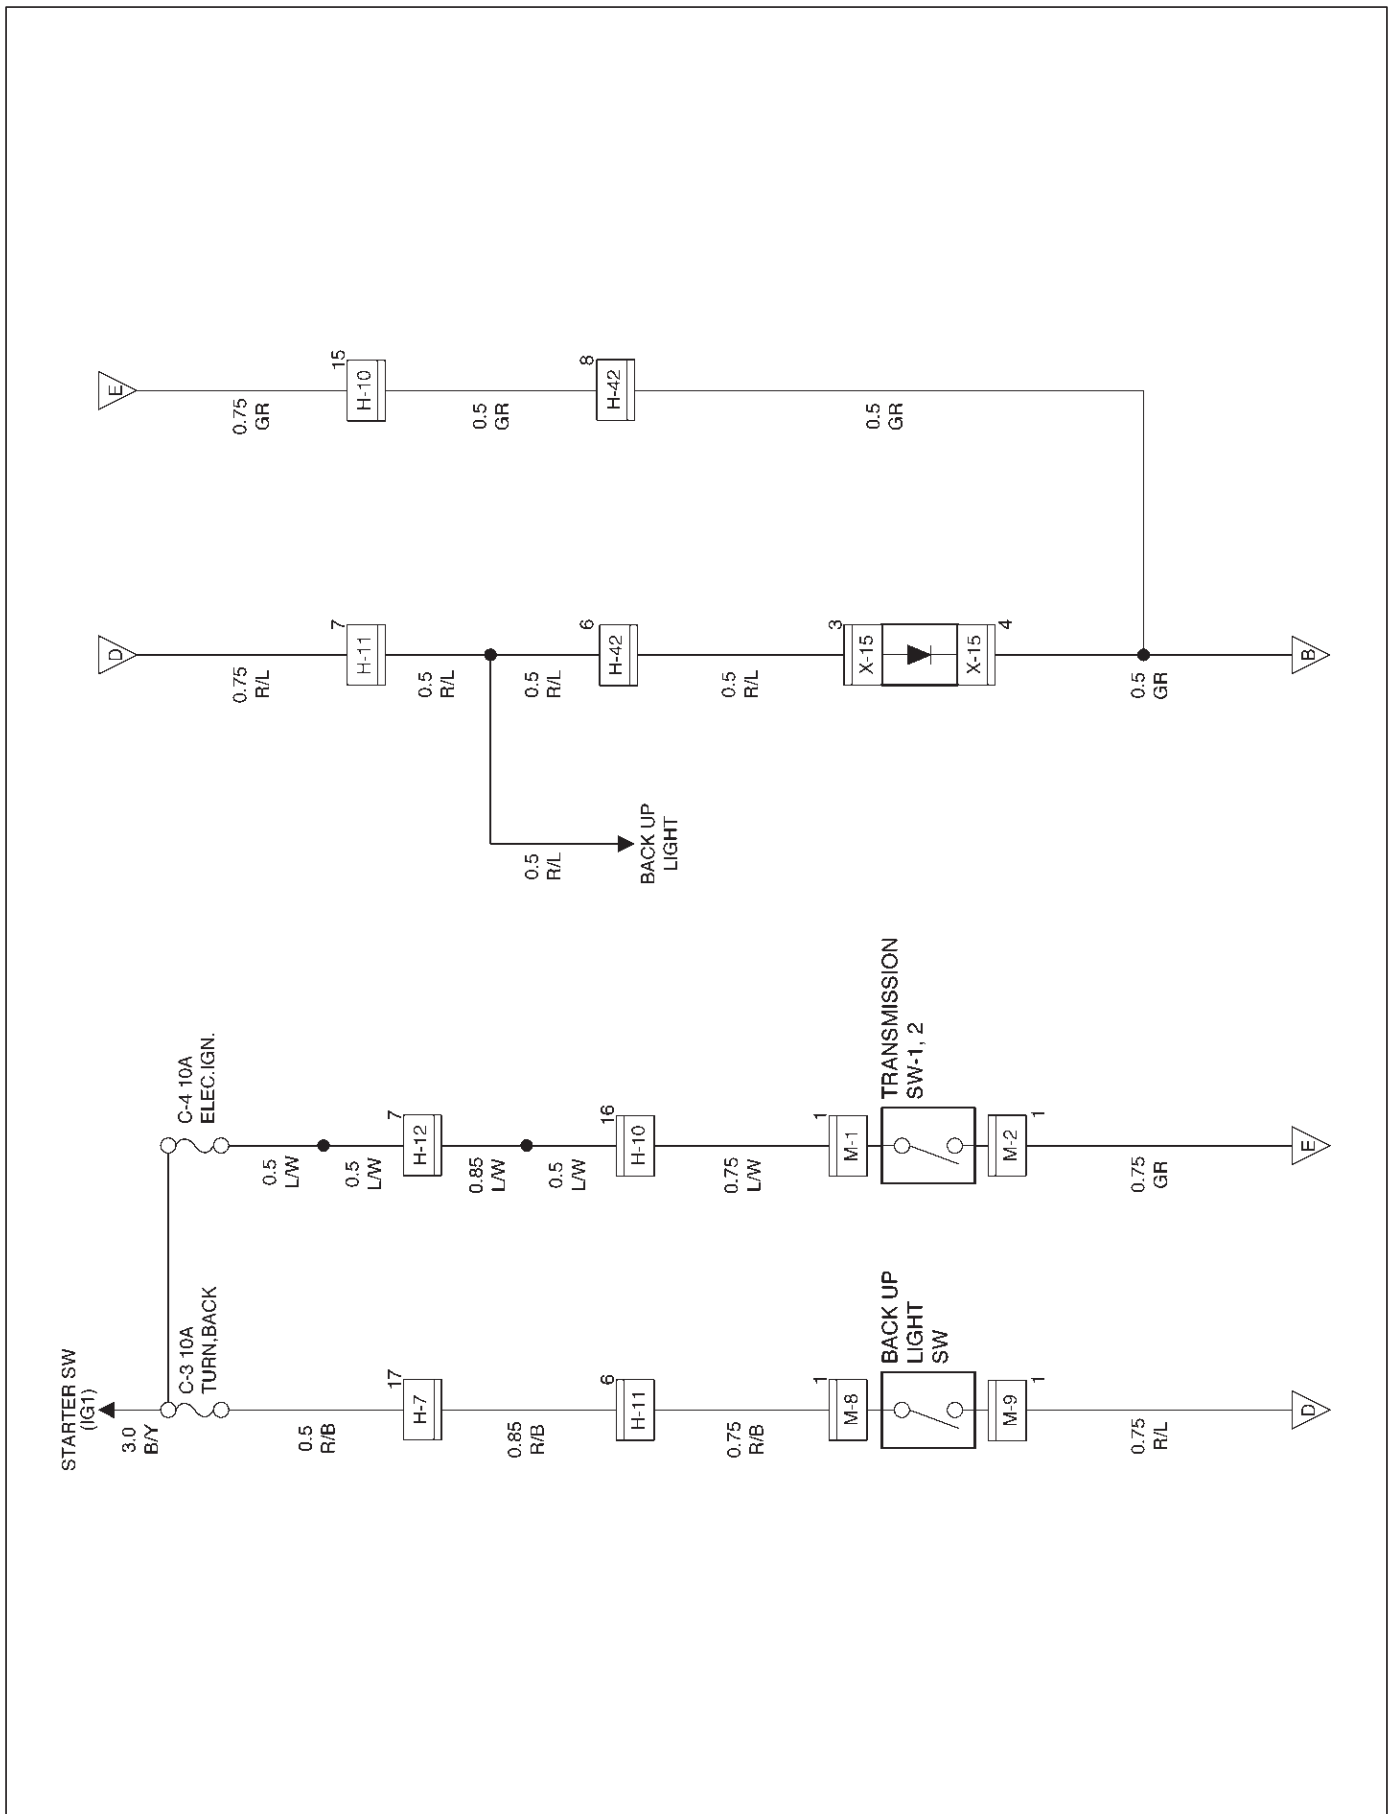 STARTER SW
(IG1)
3.0
B/Y
C-3 10A
TURN,BACK
0.5
R/B
17
H-7
0.85
R/B
6
H-11
0.75
R/B
1
M-8
BACK UP
LIGHT
SW
M-9
1
0.75
R/L
D
C-4 10A
ELEC.IGN.
0.5
L/W
0.5
L/W
7
H-12
0.85
L/W
0.5
L/W
16
H-10
0.75
L/W
1
M-1
TRANSMISSION
SW-1, 2
M-2
1
0.75
GR
E
D
0.75
R/L
7
H-11
0.5
R/L
0.5
R/L
BACK UP
LIGHT
0.5
R/L
6
H-42
0.5
R/L
3
X-15
X-15
4
0.5
GR
B
E
0.75
GR
15
H-10
0.5
GR
8
H-42
0.5
GR